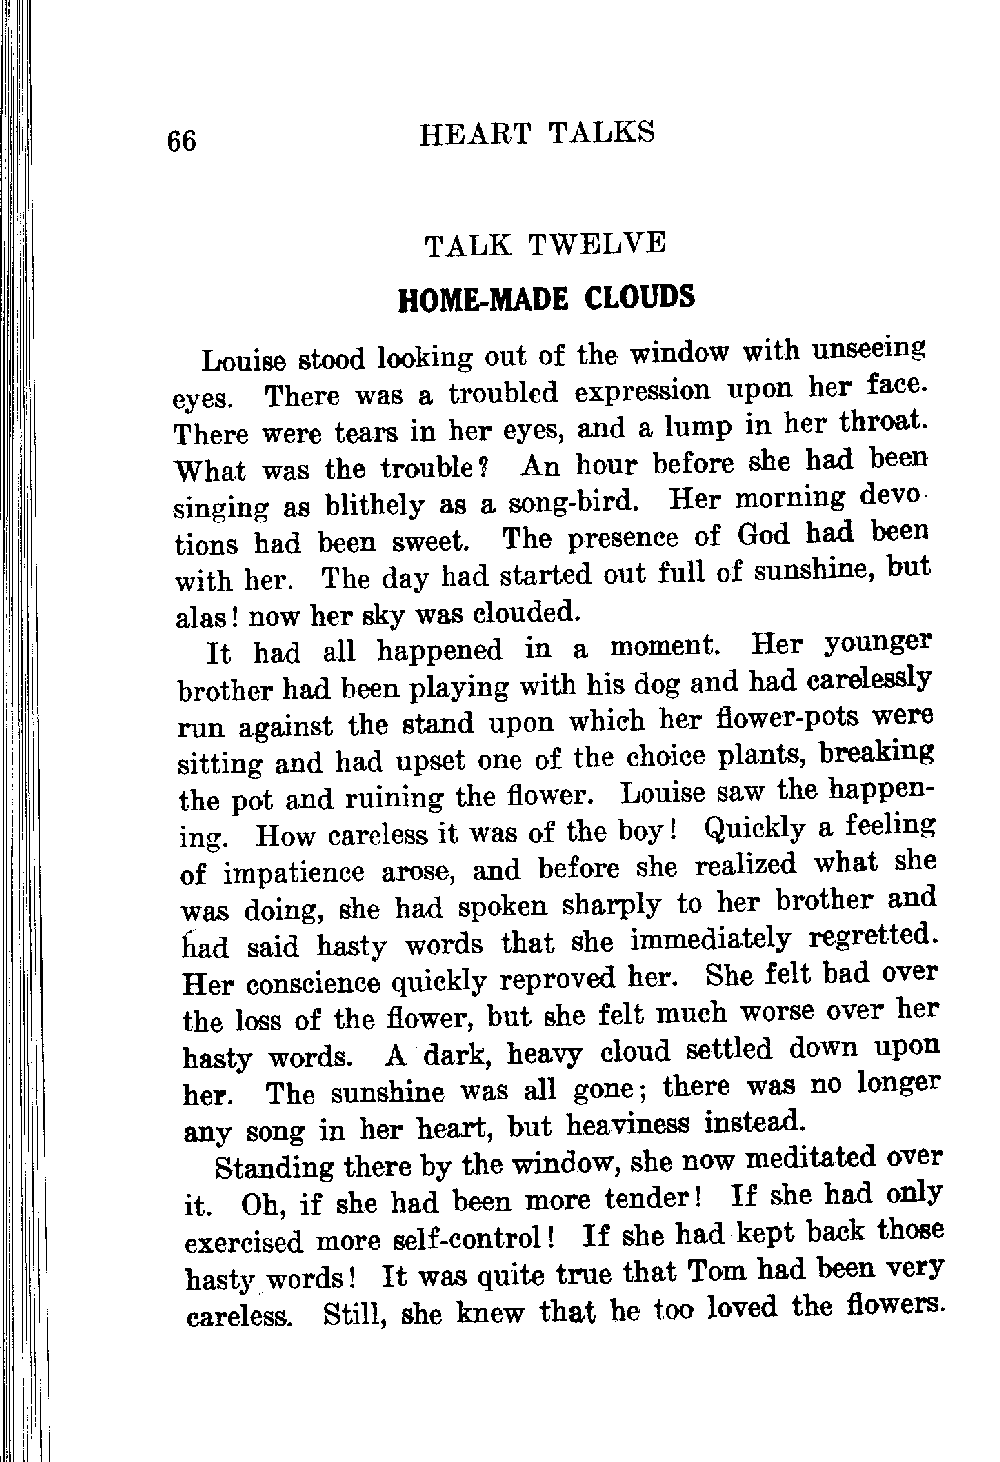 66 HEART TALKS
TALK TWELVE
HOME-MADE CLOUDS
Louise stood looking out of the window with unseeing
eyes. There was a troubled expression upon her face.
There were tears in her eyes, and a lump in her throat.
What was the trouble? An hour before she had been
singing as blithely as a song-bird. Her morning devo-
tions had been sweet. The presence of God had been
with her. The day had started out full of sunshine, but
alas! now her sky was clouded.
It had all happened in a moment. Her younger
brother had been playing with his dog and had carelessly
run against the stand upon which her flower-pots were
sitting and had upset one of the choice plants, breaking
the pot and ruining the flower. Louise saw the happen-
ing. How careless it was of the boy! Quickly a feeling
of impatience arose, and before she realized what she
was doing, she had spoken sharply to her brother and
had said hasty words that she immediately regretted.
Her conscience quickly reproved her. She felt bad over
the loss of the flower, but she felt much worse over her
hasty words. A dark, heavy cloud settled down upon
her. The sunshine was all gone; there was no longer
any song in her heart, but heaviness instead.
Standing there by the window, she now meditated over
it. Oh, if she had been more tender! If she had only
exercised more self-control! If she had kept back those
hasty words! It was quite true that Tom had been very
careless. Still, she knew that he too loved the flowers.